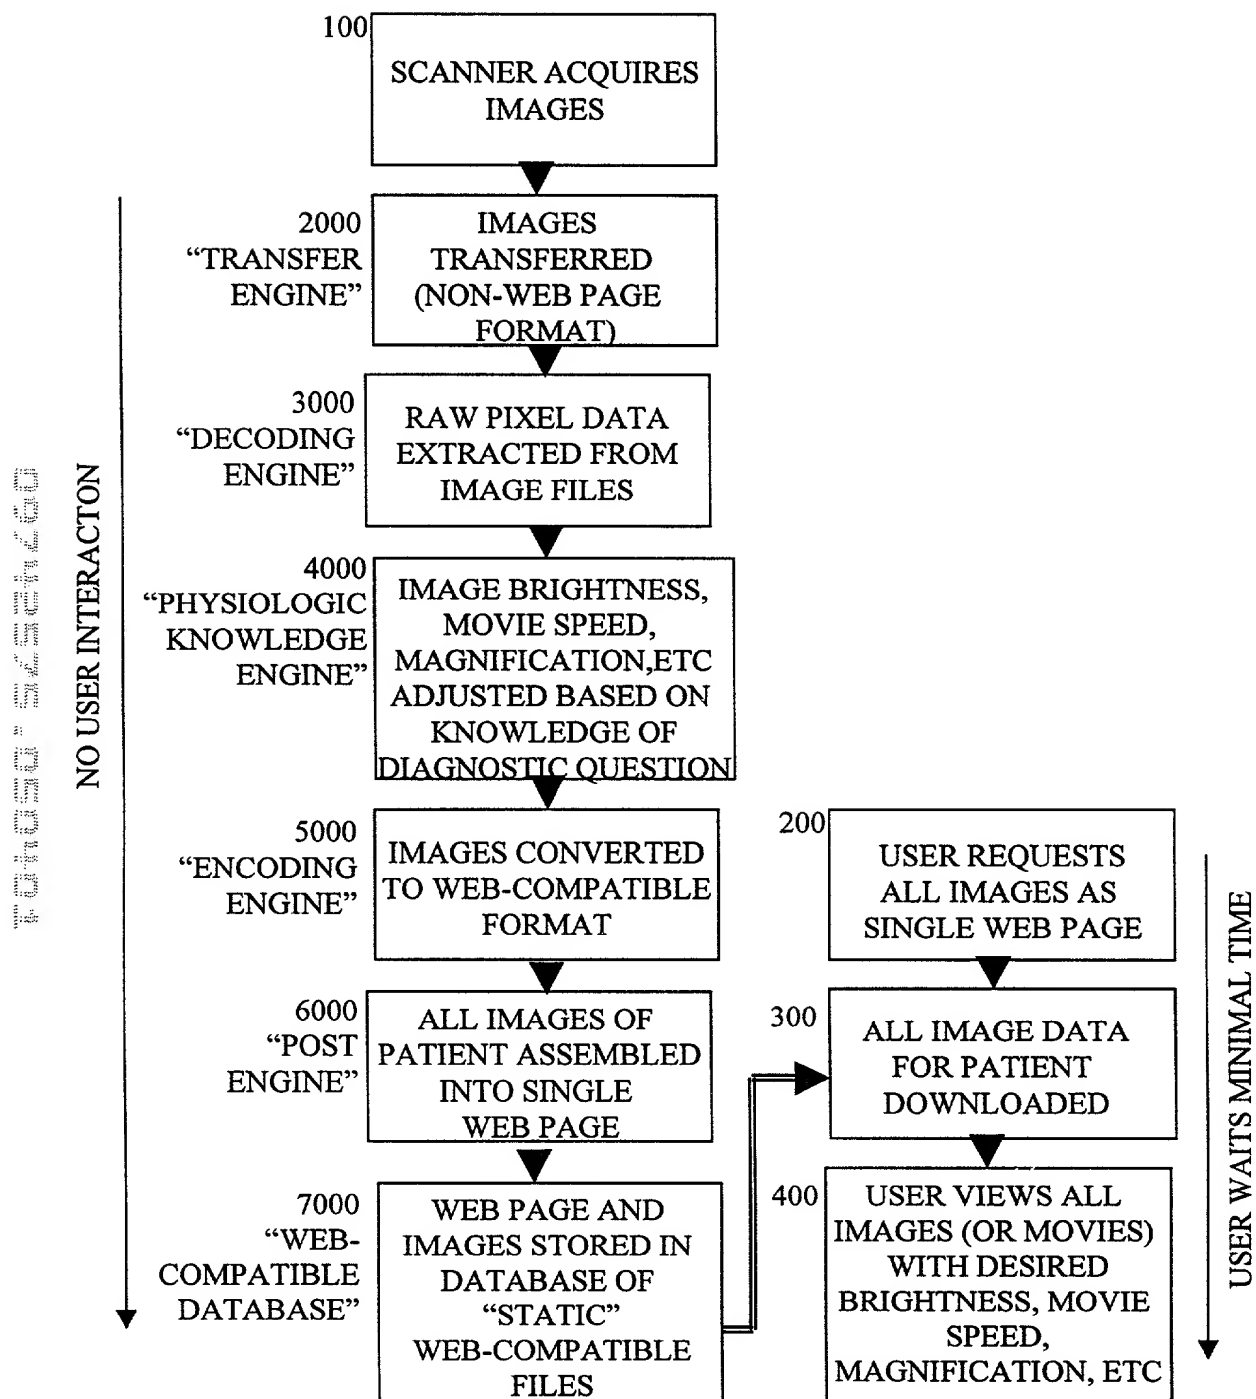 100
SCANNER ACQUIRES
IMAGES
2000
“TRANSFER
ENGINE”
IMAGES
TRANSFERRED
(NON-WEB PAGE
FORMAT)
3000
“DECODING
ENGINE”
RAW PIXEL DATA
EXTRACTED FROM
IMAGE FILES
4000
“PHYSIOLOGIC
KNOWLEDGE
ENGINE”
IMAGE BRIGHTNESS,
MOVIE SPEED,
MAGNIFICATION,ETC
ADJUSTED BASED ON
KNOWLEDGE OF
DIAGNOSTIC QUESTION
5000
“ENCODING
ENGINE”
IMAGES CONVERTED
TO WEB-COMPATIBLE
FORMAT
6000
“POST
ENGINE”
ALL IMAGES OF
PATIENT ASSEMBLED
INTO SINGLE
WEB PAGE
7000
“WEB-
COMPATIBLE
DATABASE”
WEB PAGE AND
IMAGES STORED IN
DATABASE OF
“STATIC”
WEB-COMPATIBLE
FILES
NO USER INTERACTON
200
USER REQUESTS
ALL IMAGES AS
SINGLE WEB PAGE
300
ALL IMAGE DATA
FOR PATIENT
DOWNLOADED
400
USER VIEWS ALL
IMAGES (OR MOVIES)
WITH DESIRED
BRIGHTNESS, MOVIE
SPEED,
MAGNIFICATION, ETC
USER WAITS MINIMAL TIME